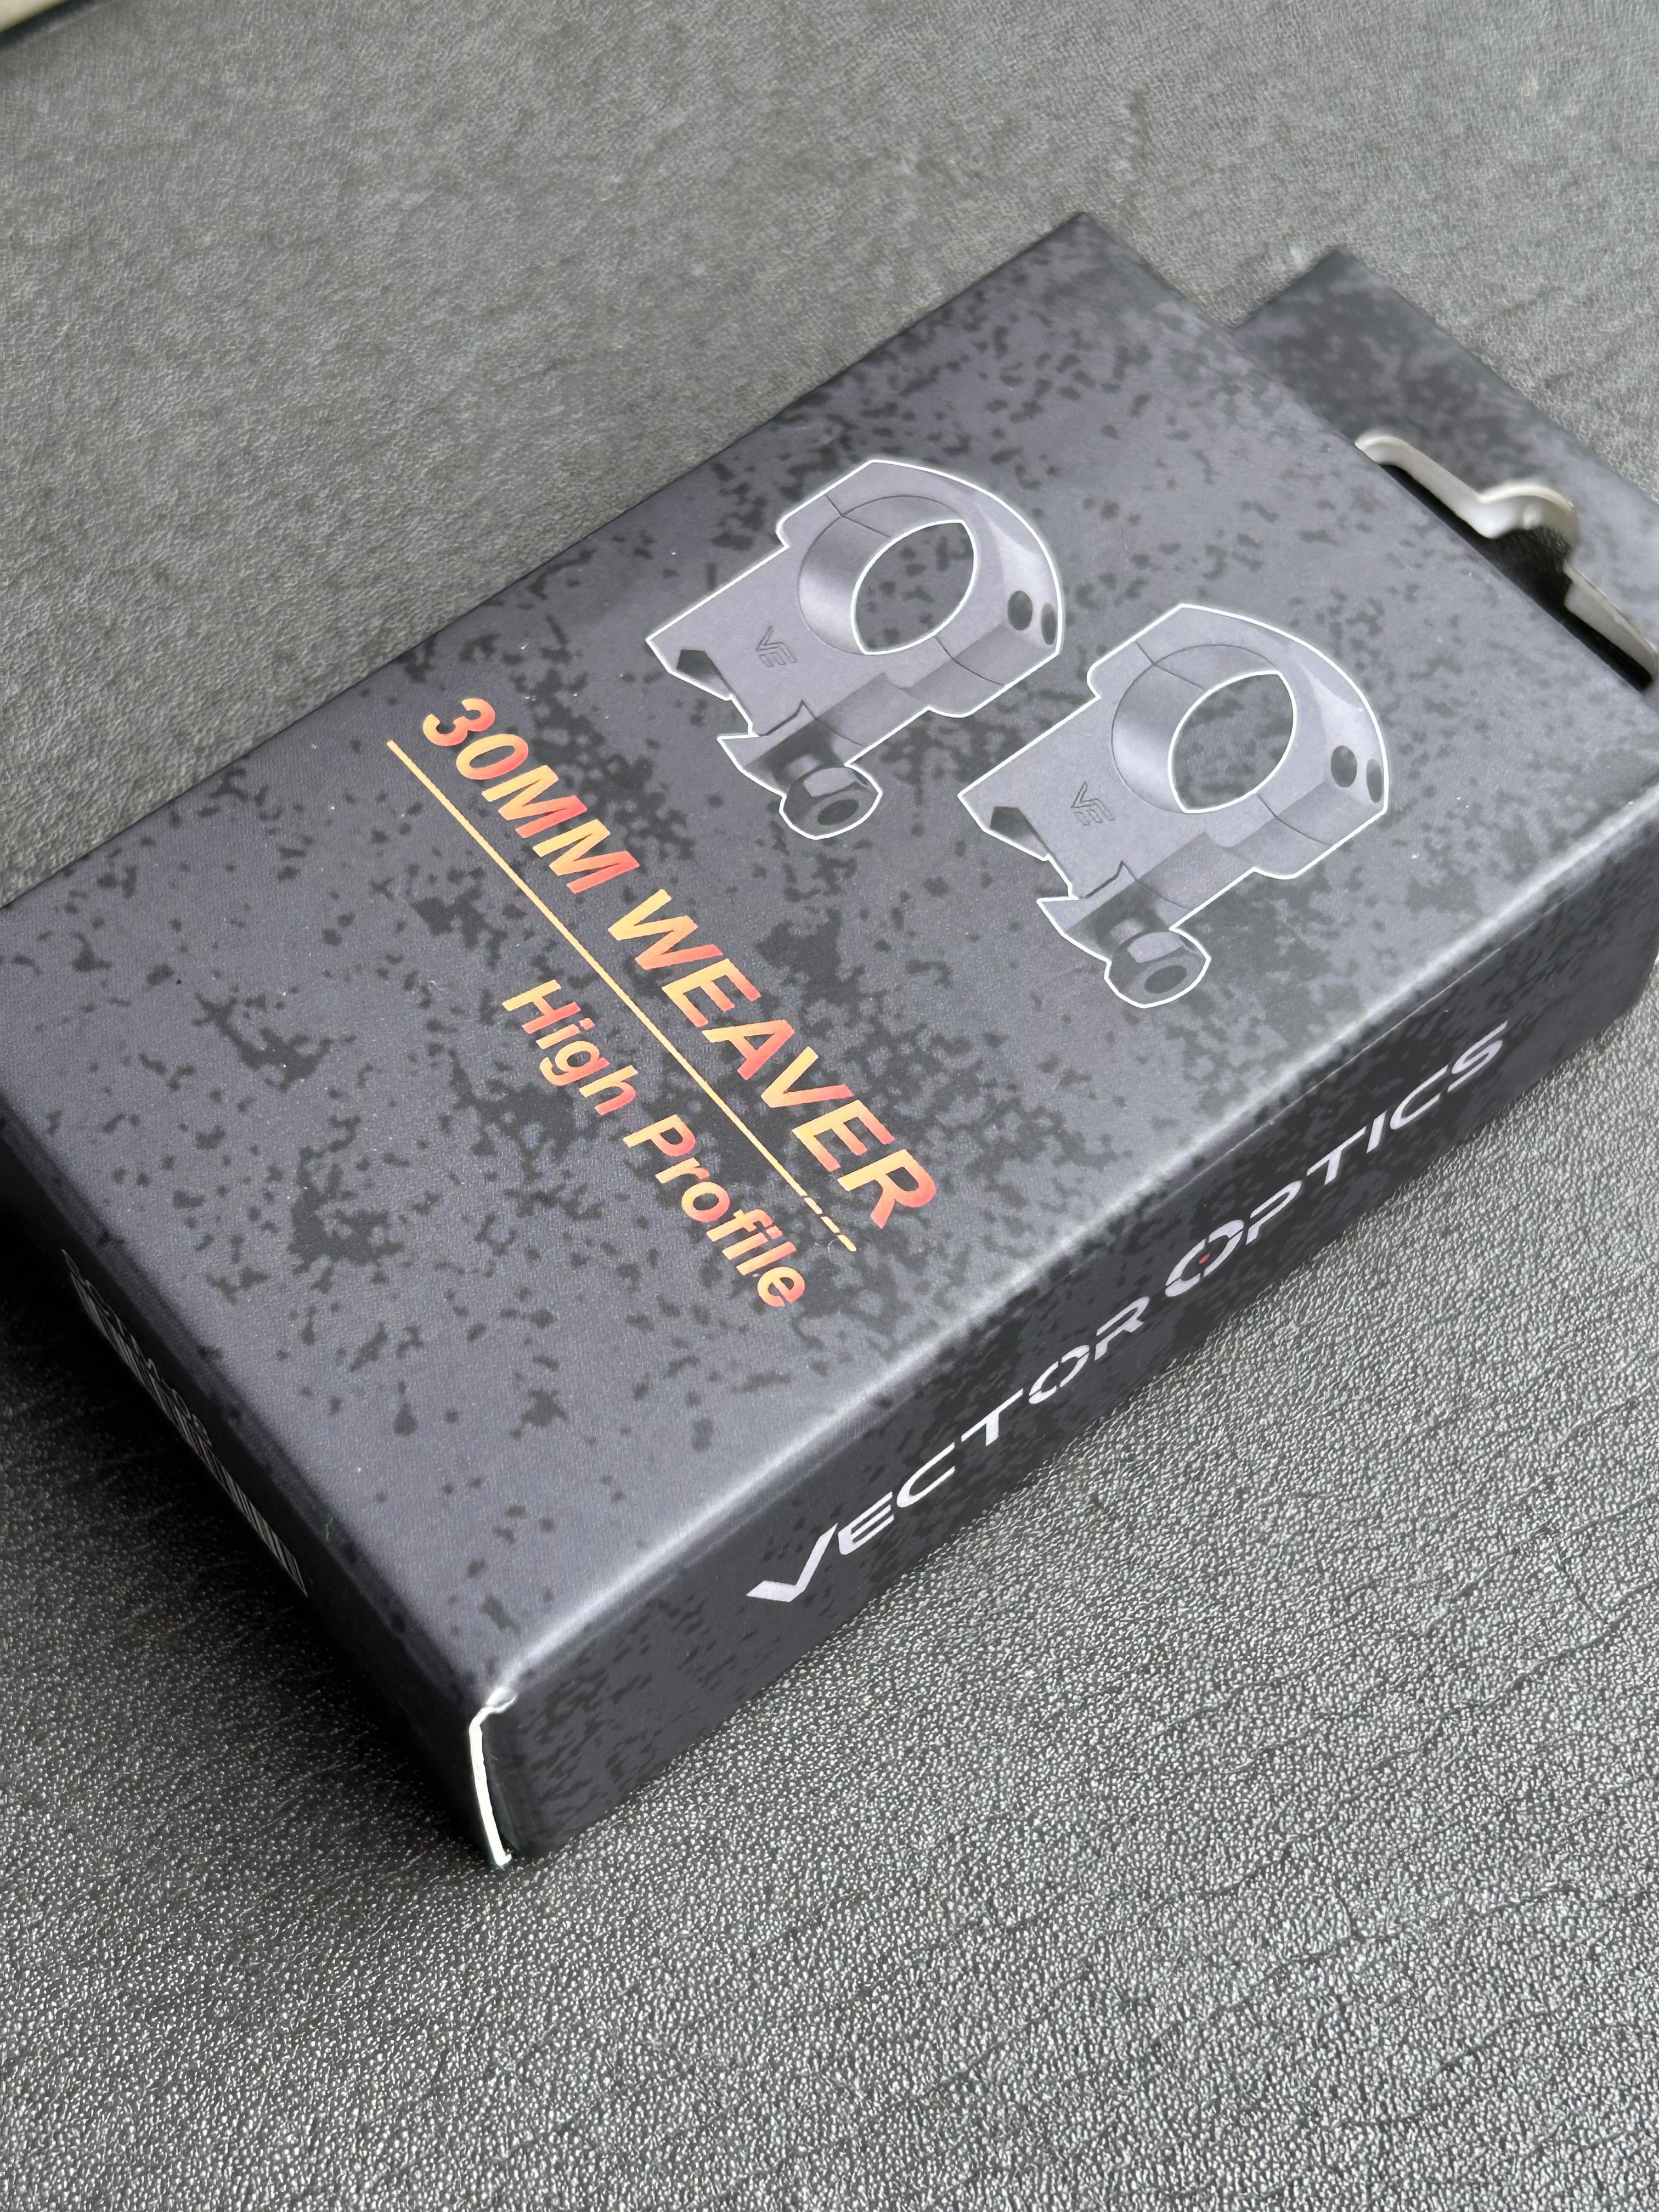 30MM WEAVER
High Profile
VECTOR OPTICS